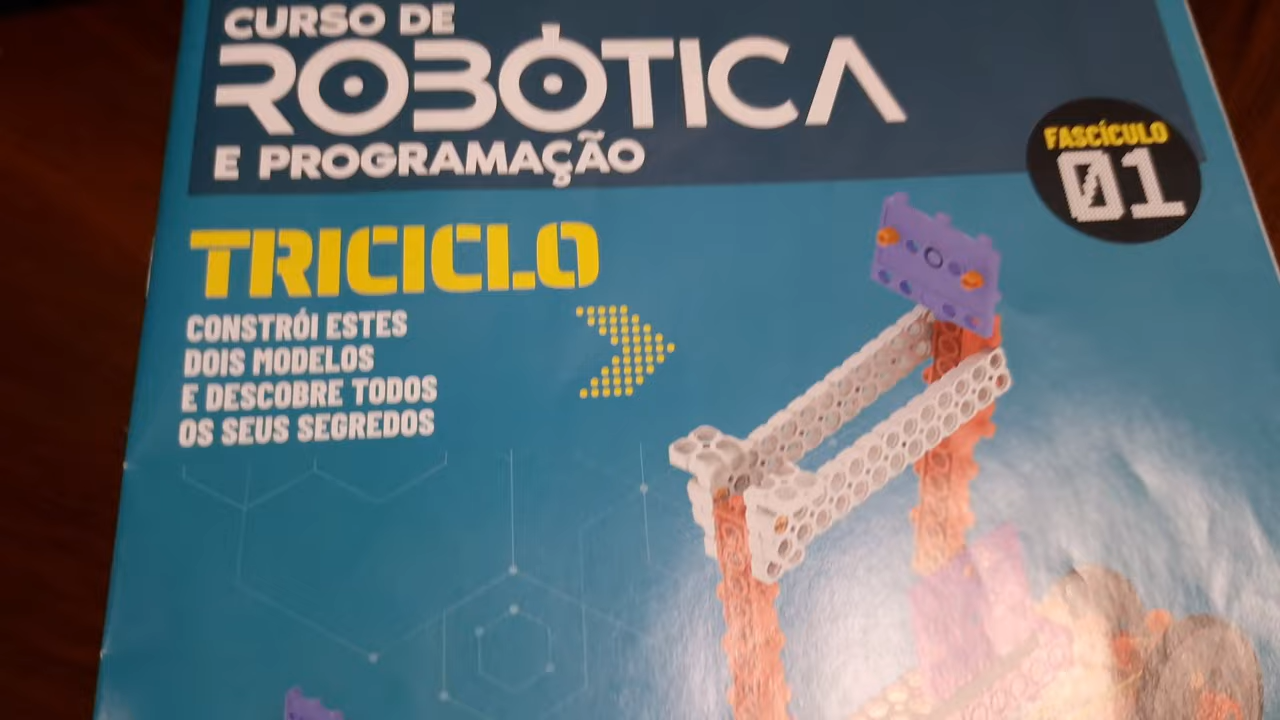 CURSO DE
ROBÓTICA
E PROGRAMAÇÃO
FASCÍCULO
01
TRICICLO
CONSTRÓI ESTES
DOIS MODELOS
E DESCOBRE TODOS
OS SEUS SEGREDOS